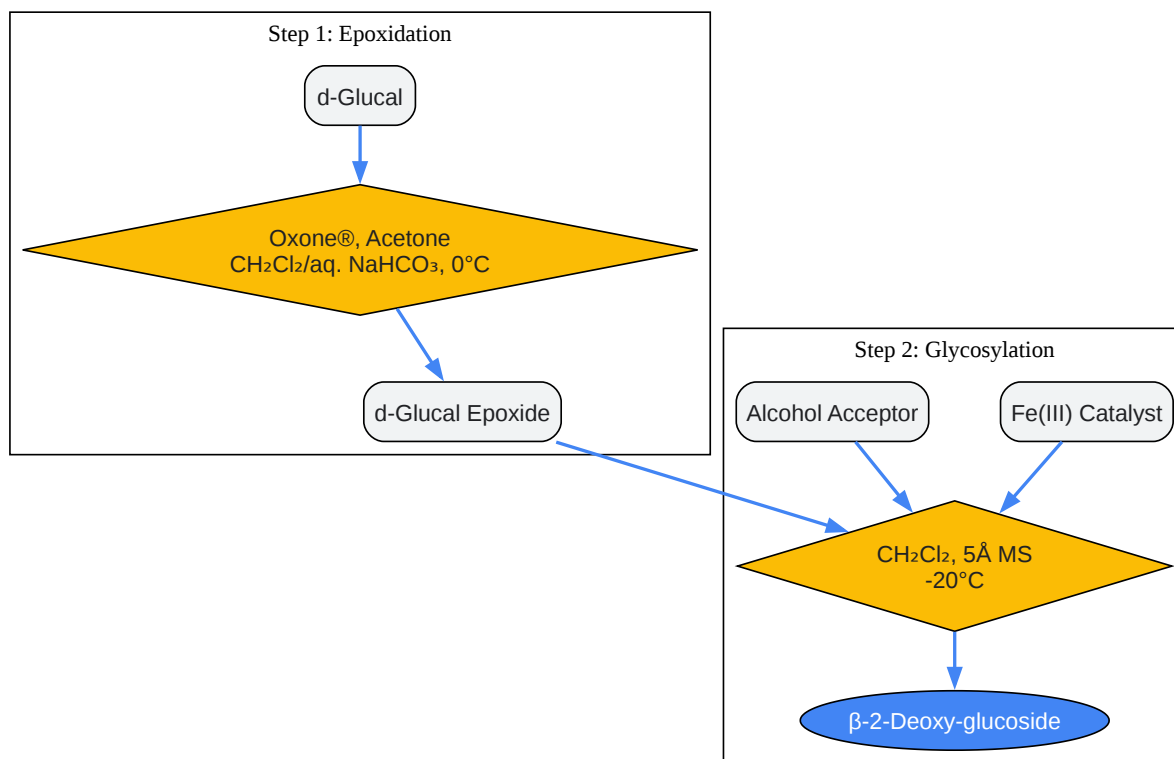 Step 1: Epoxidation
d-Glucal
Oxone®, Acetone
CH₂Cl₂/aq. NaHCO₃, 0°C
d-Glucal Epoxide
Step 2: Glycosylation
Alcohol Acceptor
Fe(III) Catalyst
CH₂Cl₂, 5Å MS
-20°C
β-2-Deoxy-glucoside